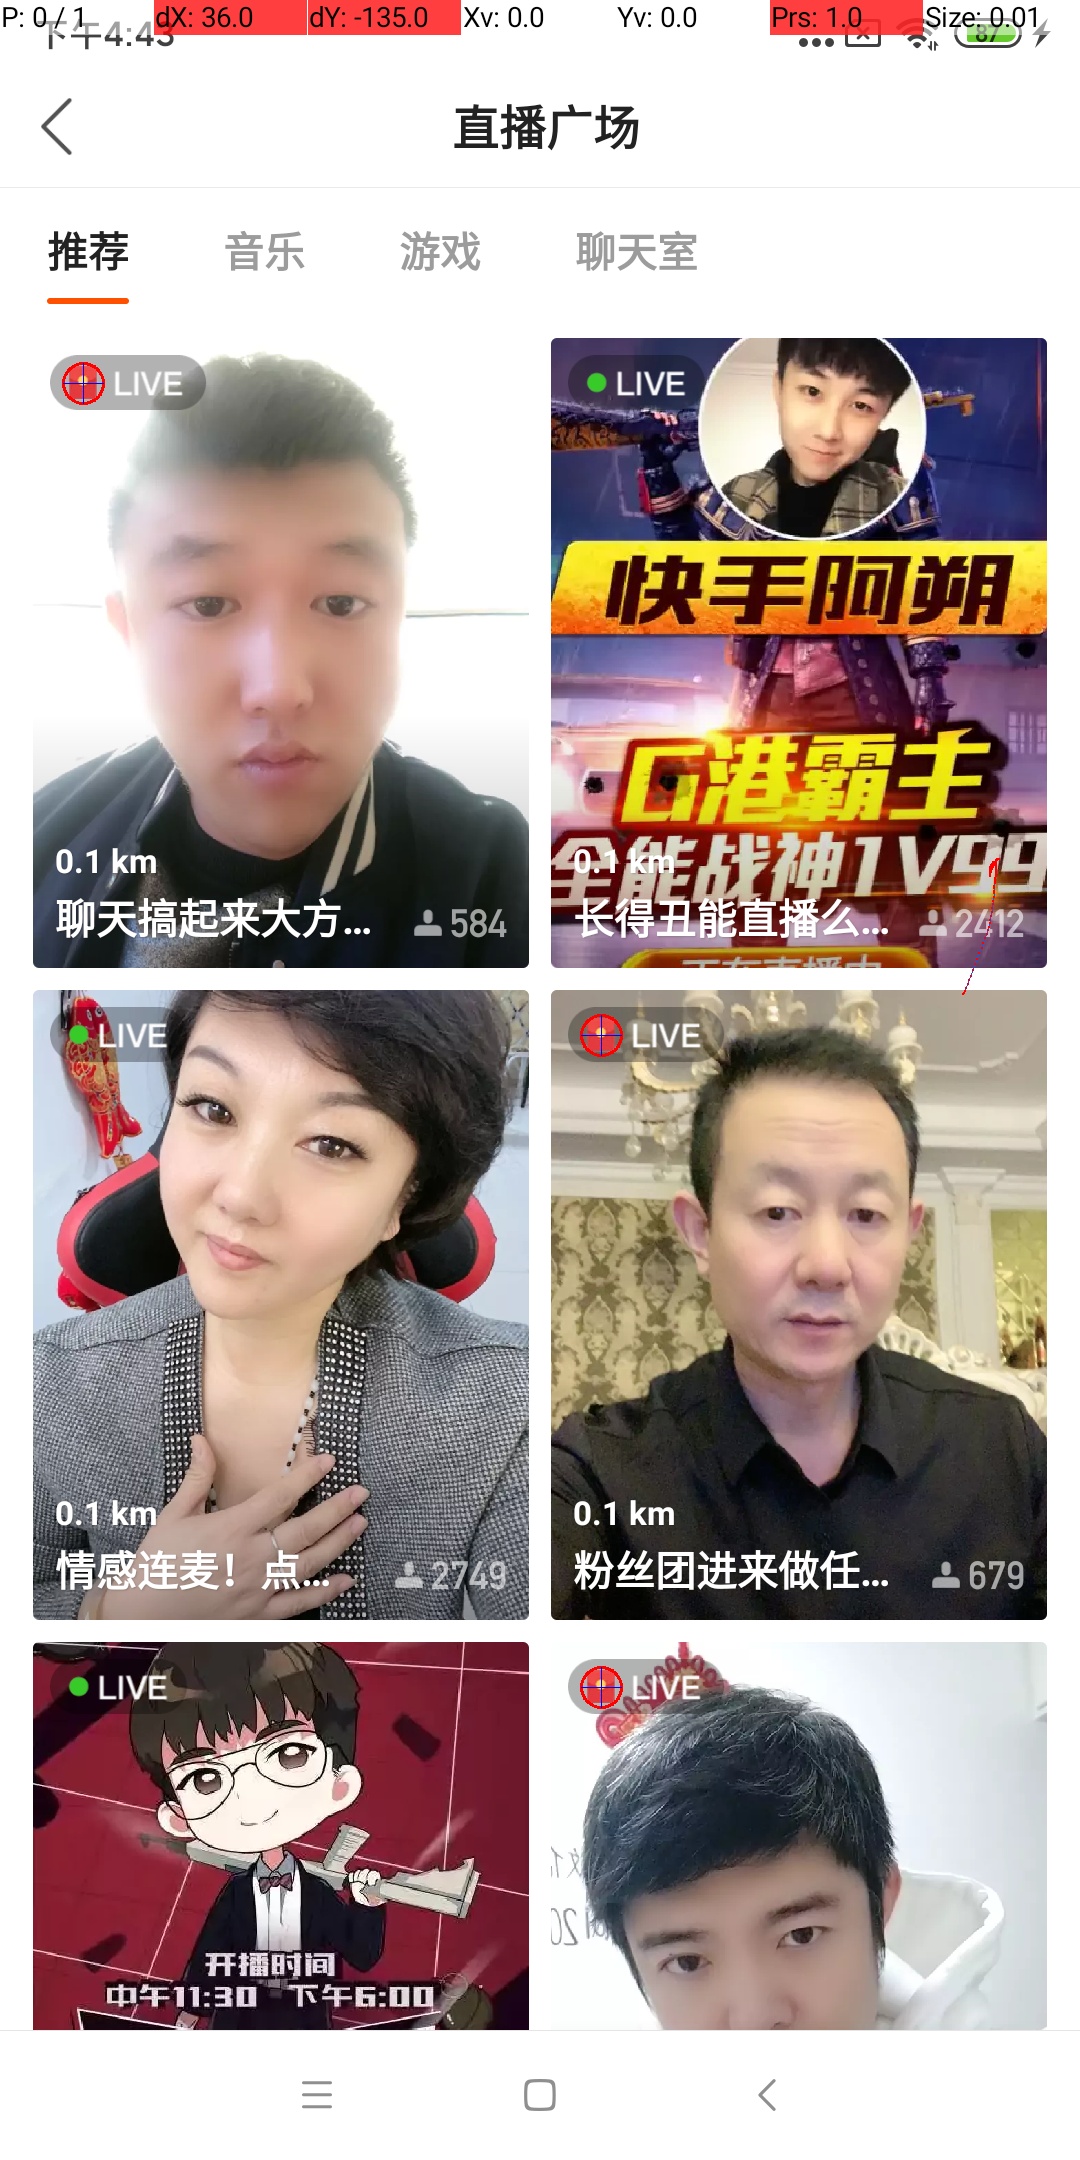 P: 0 / 1 dX: 36.0 dY: -135.0 Xv: 0.0 Yv: 0.0 Prs: 1.0 Size: 0.01
下午4:43 87
直播广场
推荐 音乐 游戏 聊天室
LIVE
0.1 km
聊天搞起来大方... 584
LIVE
快手阿朔
G港霸主
全能战神1V99
0.1 km
长得丑能直播么... 2412
正在直播中
LIVE
0.1 km
情感连麦！点... 2749
LIVE
0.1 km
粉丝团进来做任... 679
LIVE
开播时间
中午11:30 下午6:00
LIVE